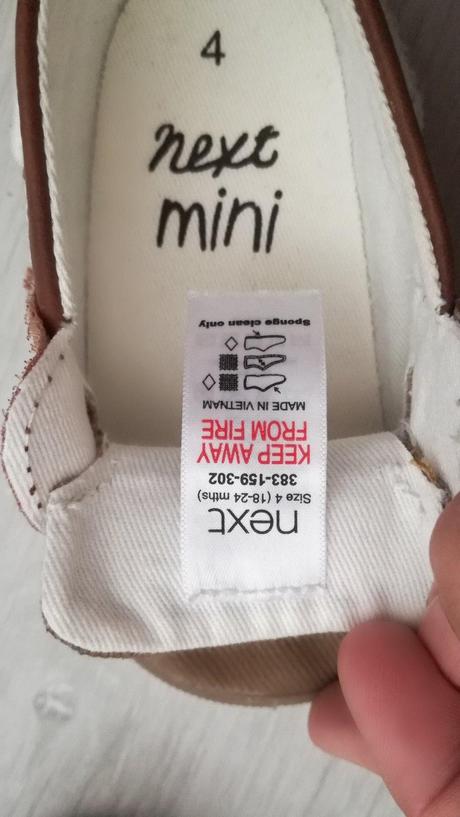 4
next
mini
next
Size 4 (18-24 mths)
383-159-302
KEEP AWAY
FROM FIRE
MADE IN VIETNAM
Sponge clean only